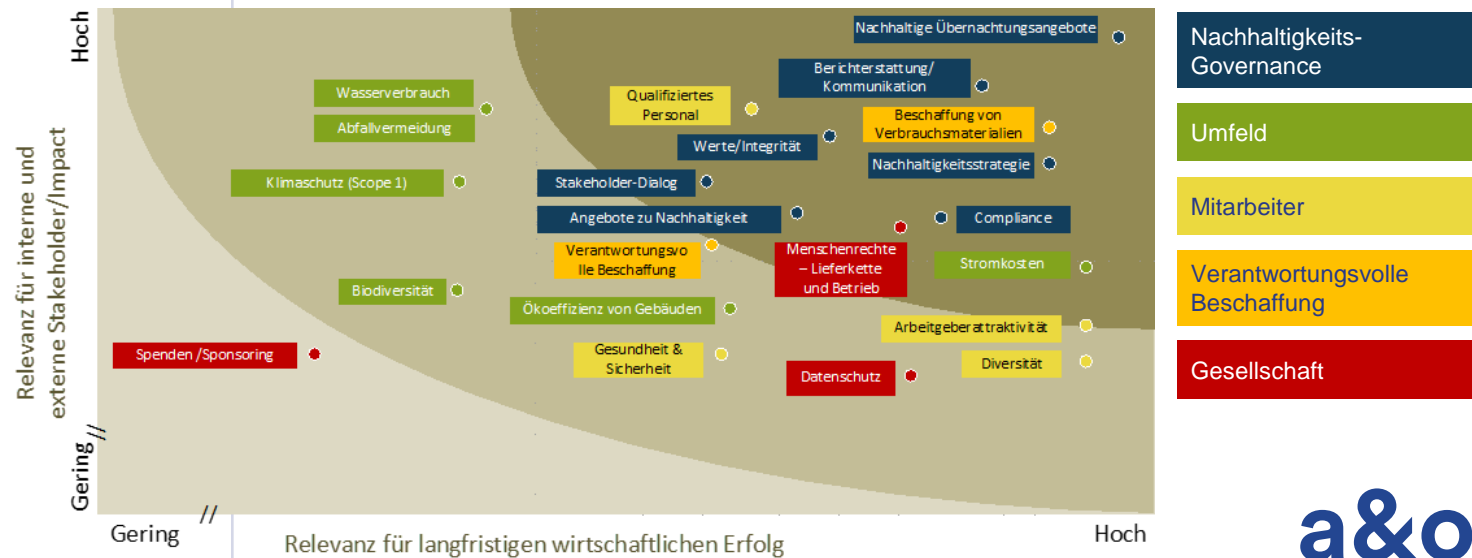 Hoch
Relevanz für interne und
externe Stakeholder/Impact
Gering
//
Nachhaltige Übernachtungsangebote
Berichterstattung/
Kommunikation
Wasserverbrauch
Abfallvermeidung
Qualifiziertes
Personal
Beschaffung von
Verbrauchsmaterialien
Werte/Integrität
Nachhaltigkeitsstrategie
Klimaschutz (Scope 1)
Stakeholder-Dialog
Angebote zu Nachhaltigkeit
Compliance
Verantwortungsvo
lle Beschaffung
Menschenrechte
– Lieferkette
und Betrieb
Stromkosten
Biodiversität
Ökoeffizienz von Gebäuden
Arbeitgeberattraktivität
Spenden /Sponsoring
Gesundheit &
Sicherheit
Datenschutz
Diversität
Gering
//
Relevanz für langfristigen wirtschaftlichen Erfolg
Hoch
Nachhaltigkeits-
Governance
Umfeld
Mitarbeiter
Verantwortungsvolle
Beschaffung
Gesellschaft
a&o